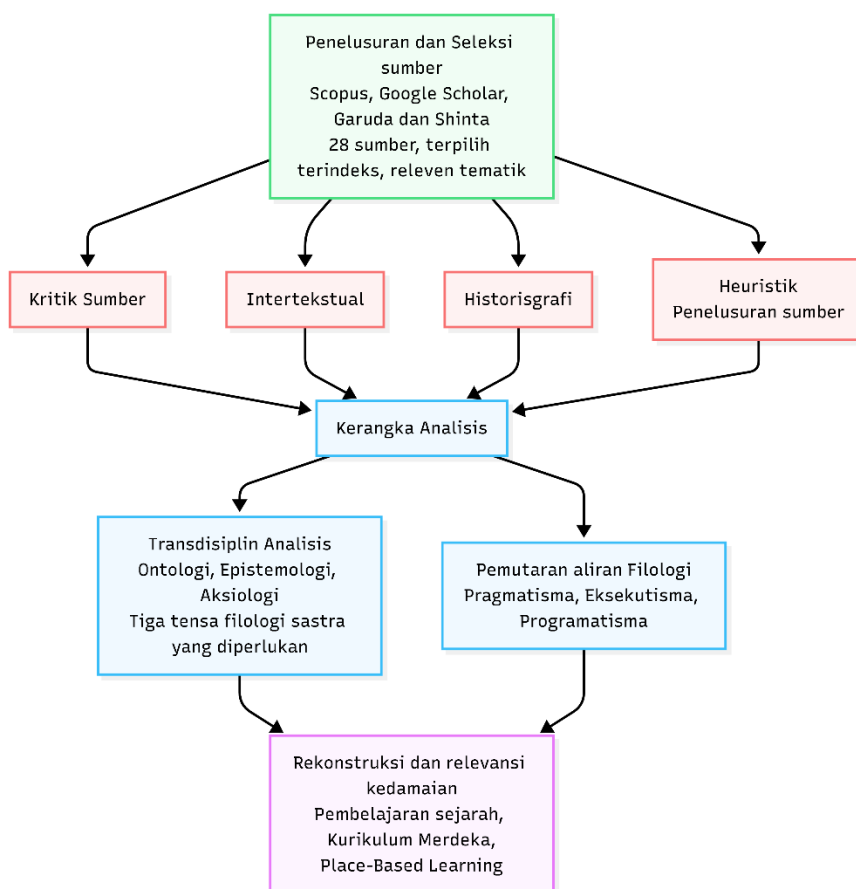 Penelusuran dan Seleksi
sumber
Scopus, Google Scholar,
Garuda dan Shinta
28 sumber, terpilih
terindeks, releven tematik
Kritik Sumber
Intertekstual
Historisgrafi
Heuristik
Penelusuran sumber
Kerangka Analisis
Transdisiplin Analisis
Ontologi, Epistemologi,
Aksiologi
Tiga tensa filologi sastra
yang diperlukan
Pemutaran aliran Filologi
Pragmatisma, Eksekutisma,
Programatisma
Rekonstruksi dan relevansi
kedamaian
Pembelajaran sejarah,
Kurikulum Merdeka,
Place-Based Learning